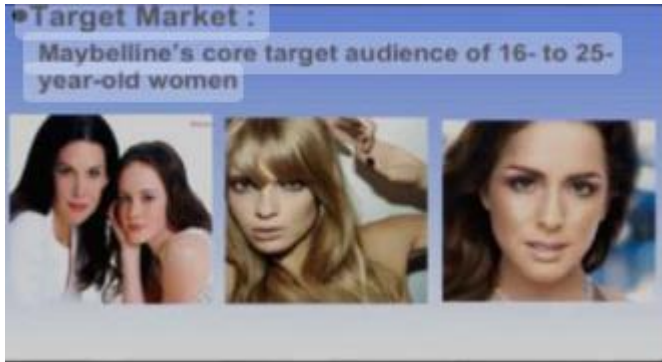 •Target Market :
Maybelline's core target audience of 16- to 25-
year-old women